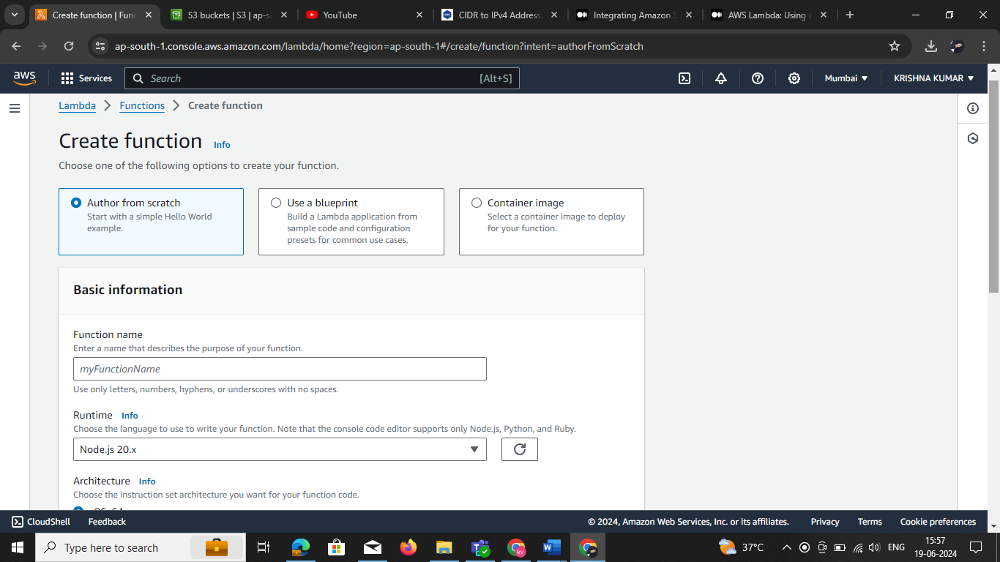 Create function | Func
S3 buckets | S3 | ap-s
YouTube
CIDR to IPv4 Address
Integrating Amazon S
AWS Lambda: Using a
ap-south-1.console.aws.amazon.com/lambda/home?region=ap-south-1#/create/function?intent=authorFromScratch
aws
Services
Search
[Alt+S]
Mumbai
KRISHNA KUMAR
Lambda
Functions
Create function
Create function Info
Choose one of the following options to create your function.
Author from scratch
Start with a simple Hello World
example.
Use a blueprint
Build a Lambda application from
sample code and configuration
presets for common use cases.
Container image
Select a container image to deploy
for your function.
Basic information
Function name
Enter a name that describes the purpose of your function.
myFunctionName
Use only letters, numbers, hyphens, or underscores with no spaces.
Runtime Info
Choose the language to use to write your function. Note that the console code editor supports only Node.js, Python, and Ruby.
Node.js 20.x
Architecture Info
Choose the instruction set architecture you want for your function code.
CloudShell
Feedback
© 2024, Amazon Web Services, Inc. or its affiliates.
Privacy
Terms
Cookie preferences
Type here to search
37°C
ENG
15:57
19-06-2024